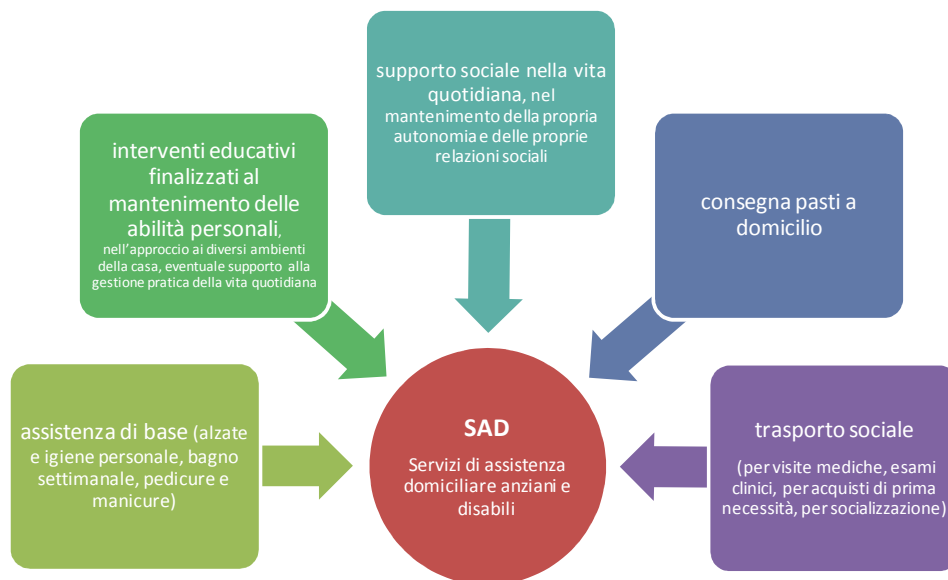 supporto sociale nella vita
quotidiana, nel
mantenimento della propria
autonomia e delle proprie
relazioni sociali
interventi educativi
finalizzati al
mantenimento delle
abilità personali,
nell'approccio ai diversi ambienti
della casa, eventuale supporto alla
gestione pratica della vita quotidiana
consegna pasti a
domicilio
assistenza di base (alzate
e igiene personale, bagno
settimanale, pedicure e
manicure)
SAD
Servizi di assistenza
domiciliare anziani e
disabili
trasporto sociale
(per visite mediche, esami
clinici, per acquisti di prima
necessità, per socializzazione)